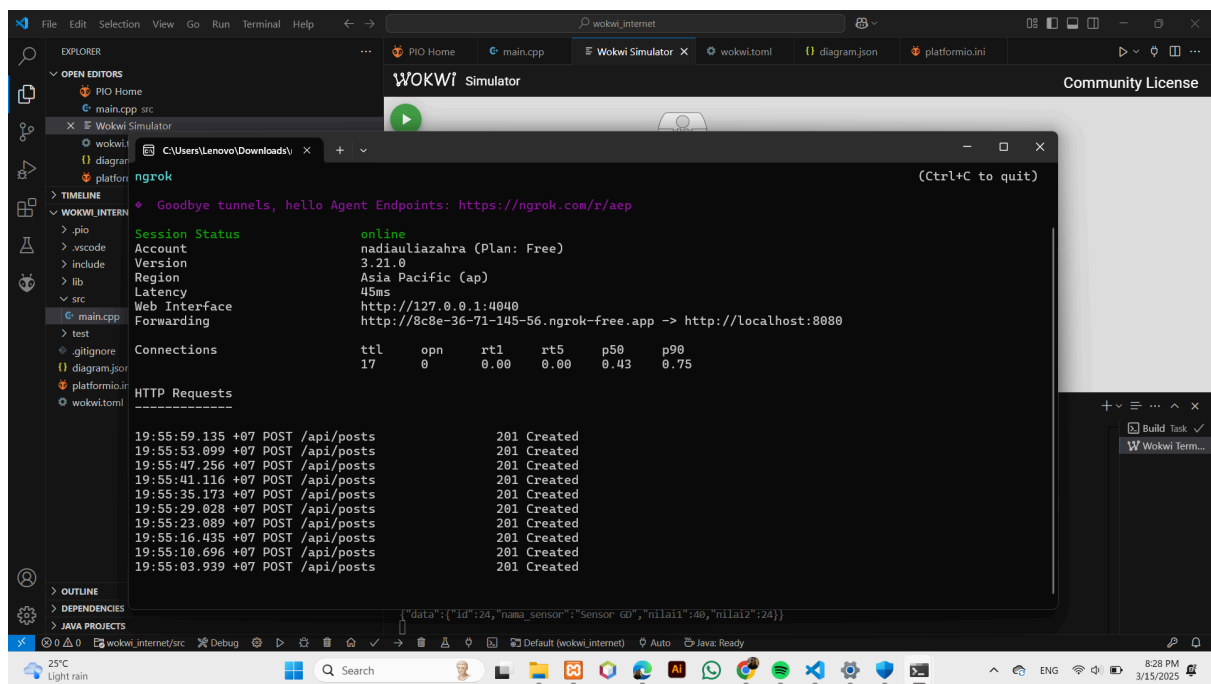 File Edit Selection View Go Run Terminal Help wokwi_internet
EXPLORER
OPEN EDITORS
PIO Home
main.cpp src
Wokwi Simulator
wokwi.t
diagran
platforn
TIMELINE
WOKWI_INTERN
.pio
.vscode
include
lib
src
main.cpp
test
.gitignore
diagram.jsor
platformio.ir
wokwi.toml
OUTLINE
DEPENDENCIES
JAVA PROJECTS
PIO Home main.cpp Wokwi Simulator wokwi.toml diagram.json platformio.ini
WOKWI Simulator Community License
C:\Users\Lenovo\Downloads\
ngrok (Ctrl+C to quit)
Goodbye tunnels, hello Agent Endpoints: https://ngrok.com/r/aep
Session Status online
Account nadiauliazahra (Plan: Free)
Version 3.21.0
Region Asia Pacific (ap)
Latency 45ms
Web Interface http://127.0.0.1:4040
Forwarding http://8c8e-36-71-145-56.ngrok-free.app -> http://localhost:8080
Connections ttl opn rt1 rt5 p50 p90
17 0 0.00 0.00 0.43 0.75
HTTP Requests
-------------
19:55:59.135 +07 POST /api/posts 201 Created
19:55:53.099 +07 POST /api/posts 201 Created
19:55:47.256 +07 POST /api/posts 201 Created
19:55:41.116 +07 POST /api/posts 201 Created
19:55:35.173 +07 POST /api/posts 201 Created
19:55:29.028 +07 POST /api/posts 201 Created
19:55:23.089 +07 POST /api/posts 201 Created
19:55:16.435 +07 POST /api/posts 201 Created
19:55:10.696 +07 POST /api/posts 201 Created
19:55:03.939 +07 POST /api/posts 201 Created
Build Task
Wokwi Term...
{"data":{"id":24,"nama_sensor":"Sensor GD","nilai1":40,"nilai2":24}}
0 0 wokwi_internet/src Debug Default (wokwi_internet) Auto Java: Ready
25°C
Light rain
Search
Ai
ENG
8:28 PM
3/15/2025